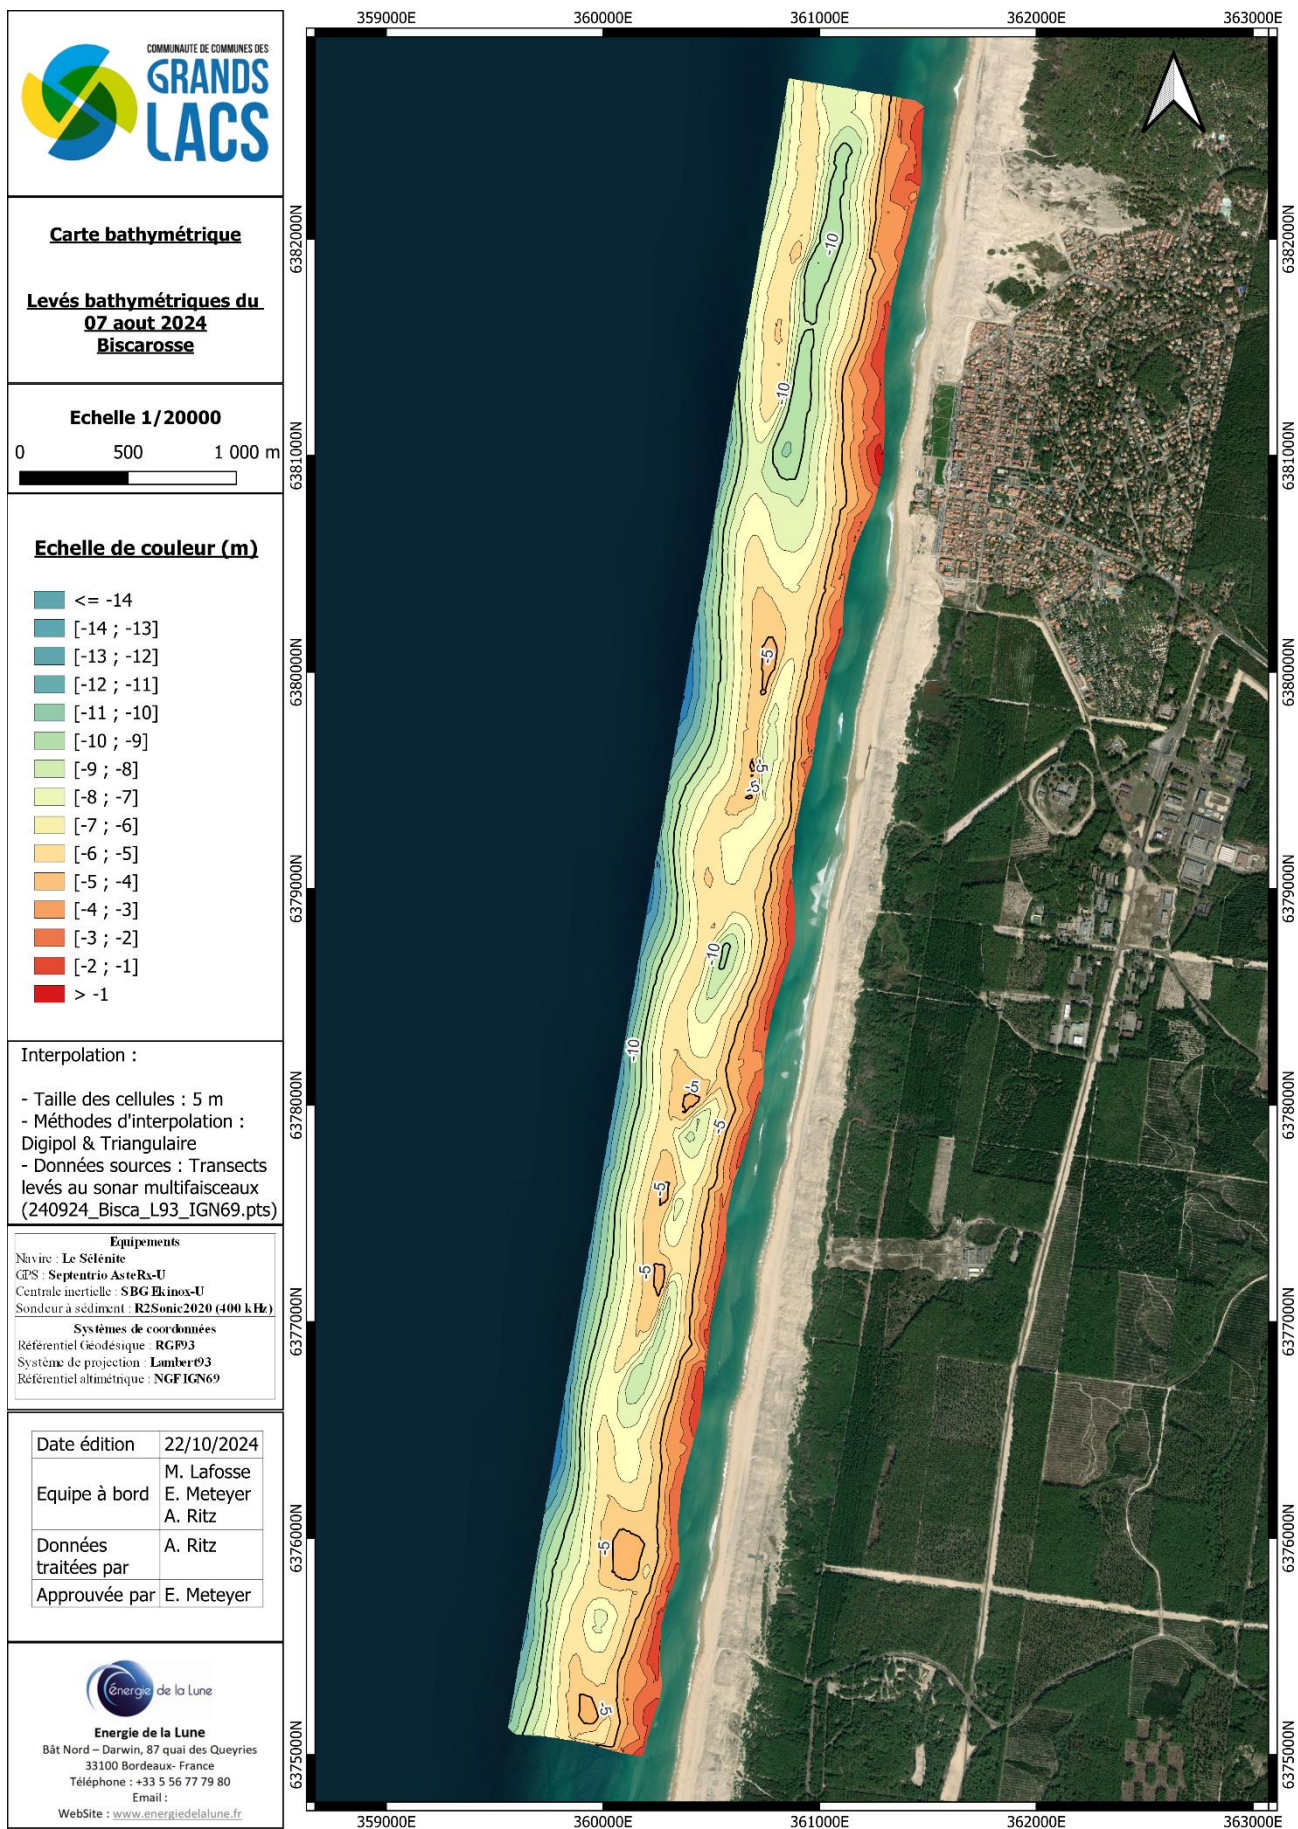 COMMUNAUTÉ DE COMMUNES DES
GRANDS
LACS
Carte bathymétrique
Levés bathymétriques du
07 aout 2024
Biscarosse
Echelle 1/20000
0 500 1 000 m
Echelle de couleur (m)
<= -14
[-14 ; -13]
[-13 ; -12]
[-12 ; -11]
[-11 ; -10]
[-10 ; -9]
[-9 ; -8]
[-8 ; -7]
[-7 ; -6]
[-6 ; -5]
[-5 ; -4]
[-4 ; -3]
[-3 ; -2]
[-2 ; -1]
> -1
Interpolation :
- Taille des cellules : 5 m
- Méthodes d'interpolation :
Digipol & Triangulaire
- Données sources : Transects
levés au sonar multifaisceaux
(240924_Bisca_L93_IGN69.pts)
Equipements
Navire : Le Sélénite
GPS : Septentrio AsteRx-U
Centrale inertielle : SBG Ekinox-U
Sondeur à sédiment : R2Sonic2020 (400 kHz)
Systèmes de coordonnées
Référentiel Géodésique : RGF93
Système de projection : Lambert93
Référentiel altimétrique : NGF IGN69
Date édition 22/10/2024
Equipe à bord M. Lafosse
E. Meteyer
A. Ritz
Données A. Ritz
traitées par
Approuvée par E. Meteyer
énergie de la Lune
Energie de la Lune
Bât Nord – Darwin, 87 quai des Queyries
33100 Bordeaux- France
Téléphone : +33 5 56 77 79 80
Email :
WebSite : www.energiedelalune.fr
359000E 360000E 361000E 362000E 363000E
6382000N 6382000N
6381000N 6381000N
6380000N 6380000N
6379000N 6379000N
6378000N 6378000N
6377000N 6377000N
6376000N 6376000N
6375000N 6375000N
-10
-10
-5
-5
-5
-10
-10
-5
-5
-5
-5
-5
-5
359000E 360000E 361000E 362000E 363000E